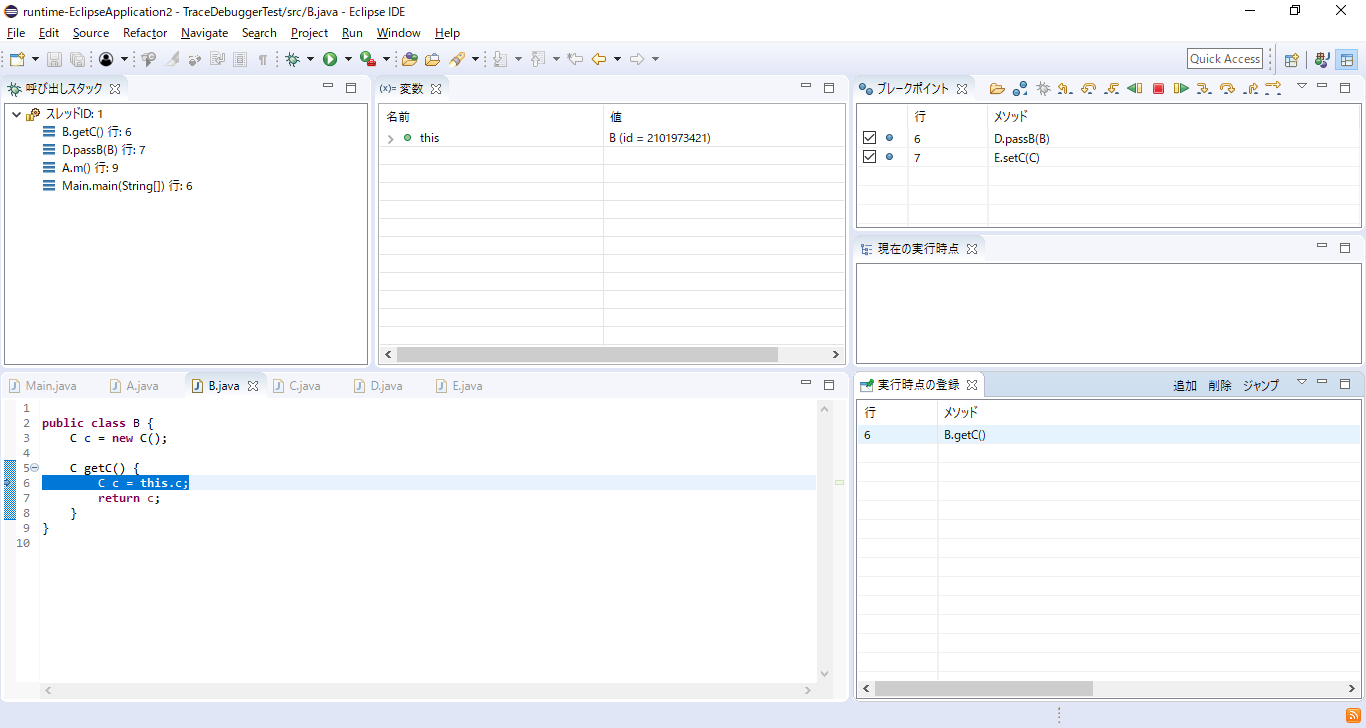 runtime-EclipseApplication2 - TraceDebuggerTest/src/B.java - Eclipse IDE
File Edit Source Refactor Navigate Search Project Run Window Help
Quick Access
呼び出しスタック
スレッドID: 1
B.getC() 行: 6
D.passB(B) 行: 7
A.m() 行: 9
Main.main(String[]) 行: 6
(x)= 変数
名前 値
this B (id = 2101973421)
ブレークポイント
行 メソッド
6 D.passB(B)
7 E.setC(C)
現在の実行時点
Main.java A.java B.java C.java D.java E.java
1
2 public class B {
3 C c = new C();
4
5 C getC() {
6 C c = this.c;
7 return c;
8 }
9 }
10
実行時点の登録 追加 削除 ジャンプ
行 メソッド
6 B.getC()